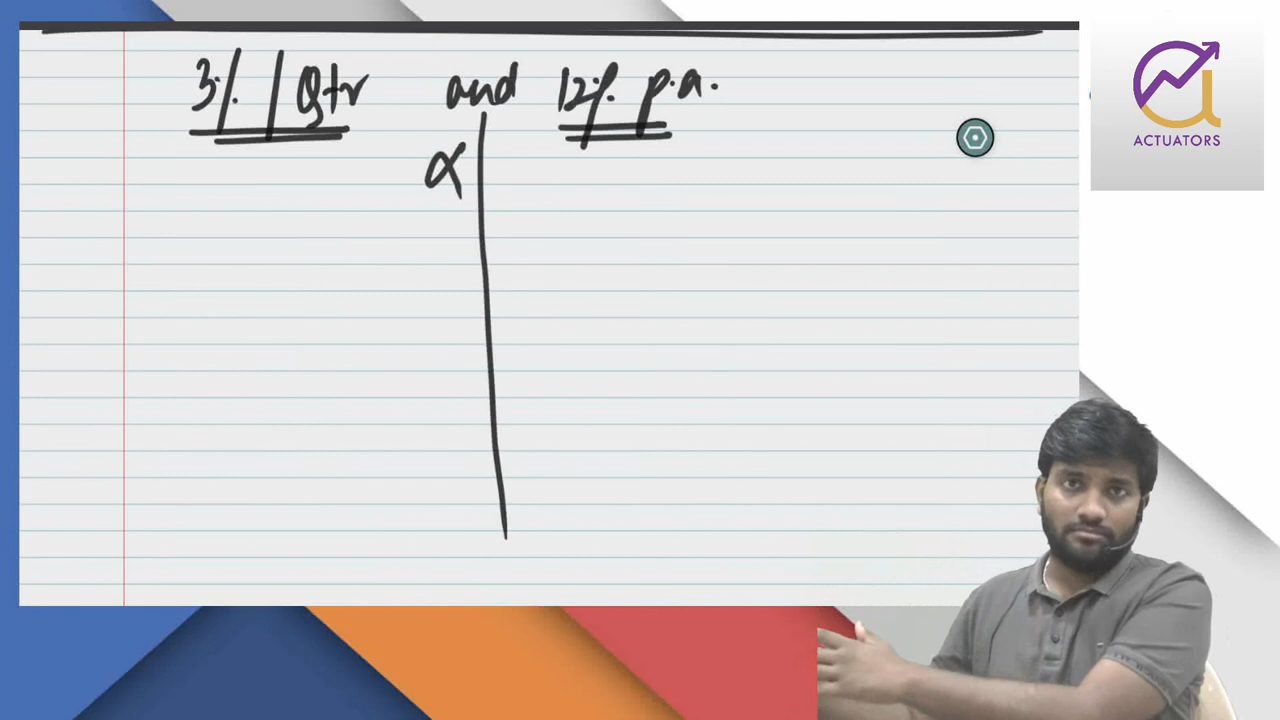 3% / Qtr and 12% p.a.
α
ACTUATORS